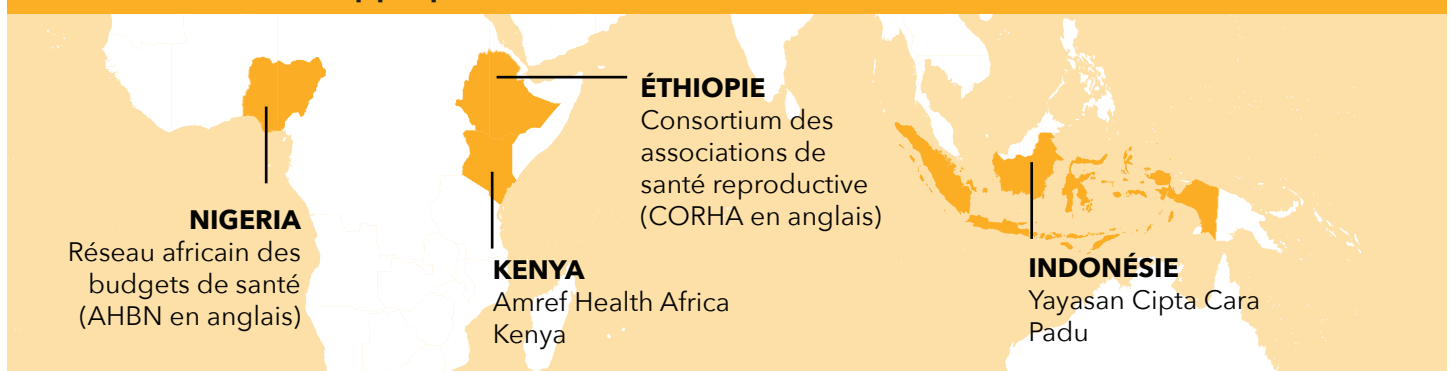 NIGERIA
Réseau africain des
budgets de santé
(AHBN en anglais)
ÉTHIOPIE
Consortium des
associations de
santé reproductive
(CORHA en anglais)
KENYA
Amref Health Africa
Kenya
INDONÉSIE
Yayasan Cipta Cara
Padu